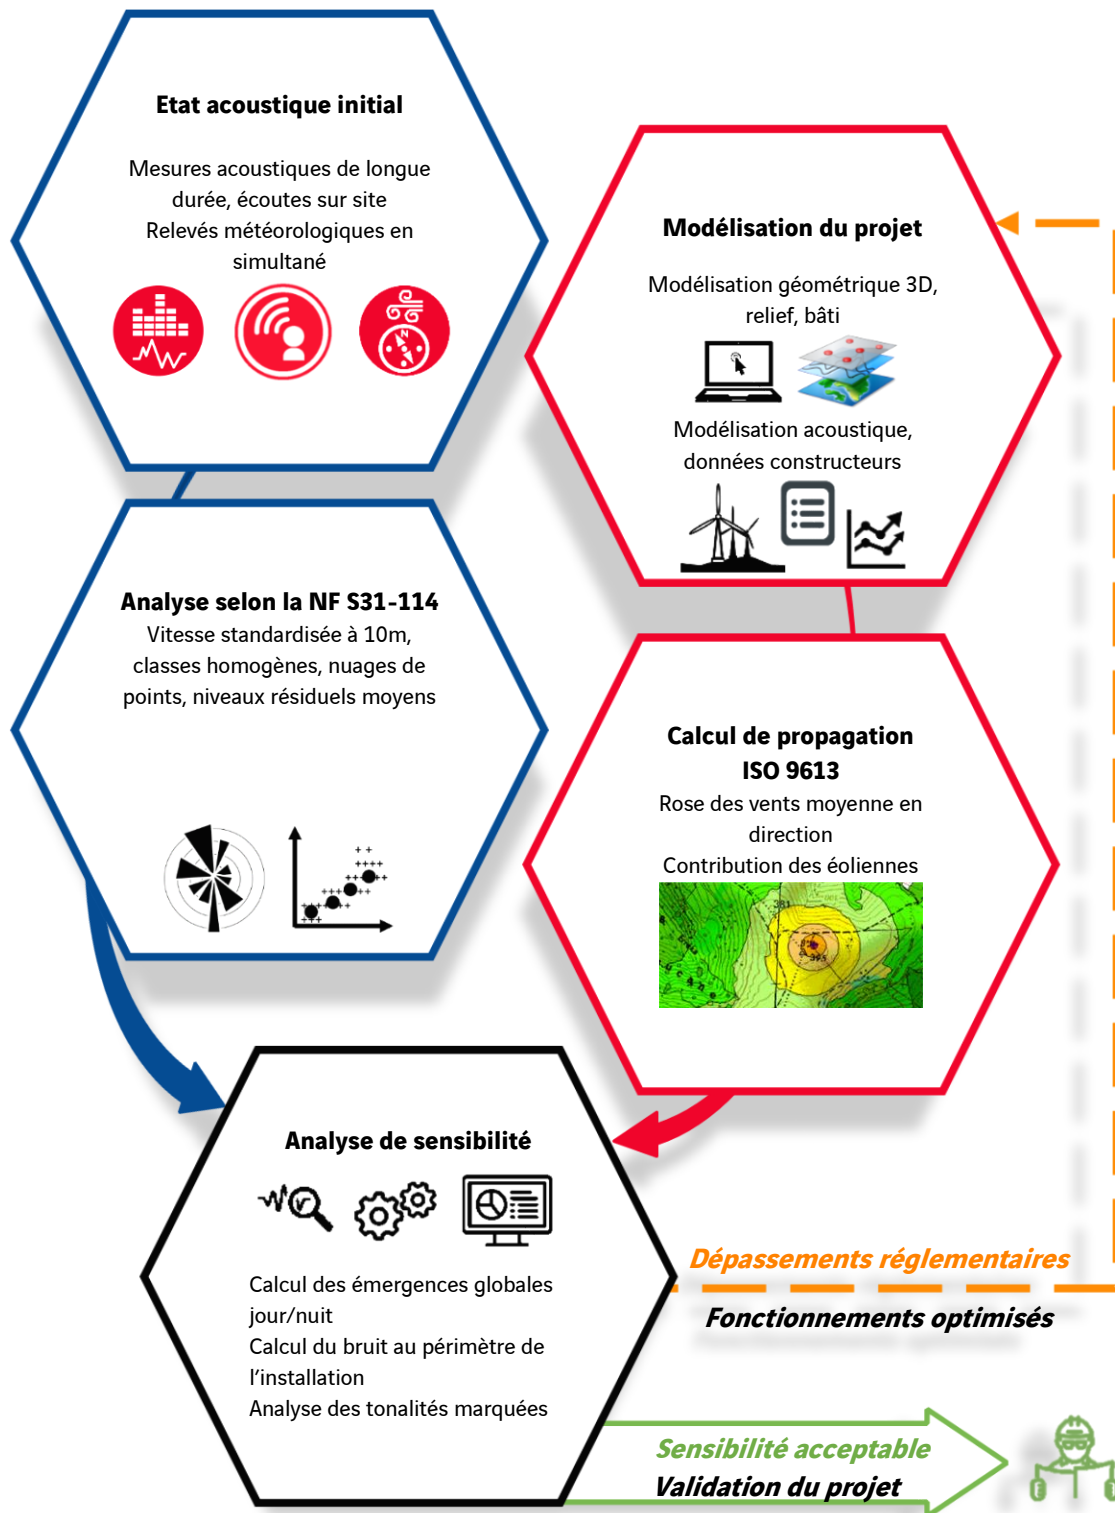 Etat acoustique initial
Mesures acoustiques de longue
durée, écoutes sur site
Relevés météorologiques en
simultané
Modélisation du projet
Modélisation géométrique 3D,
relief, bâti
Modélisation acoustique,
données constructeurs
Analyse selon la NF S31-114
Vitesse standardisée à 10m,
classes homogènes, nuages de
points, niveaux résiduels moyens
Calcul de propagation
ISO 9613
Rose des vents moyenne en
direction
Contribution des éoliennes
381
395
Analyse de sensibilité
Calcul des émergences globales
jour/nuit
Calcul du bruit au périmètre de
l'installation
Analyse des tonalités marquées
Dépassements réglementaires
Fonctionnements optimisés
Sensibilité acceptable
Validation du projet